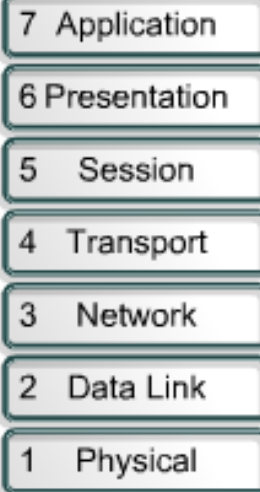 7 Application
6 Presentation
5 Session
4 Transport
3 Network
2 Data Link
1 Physical